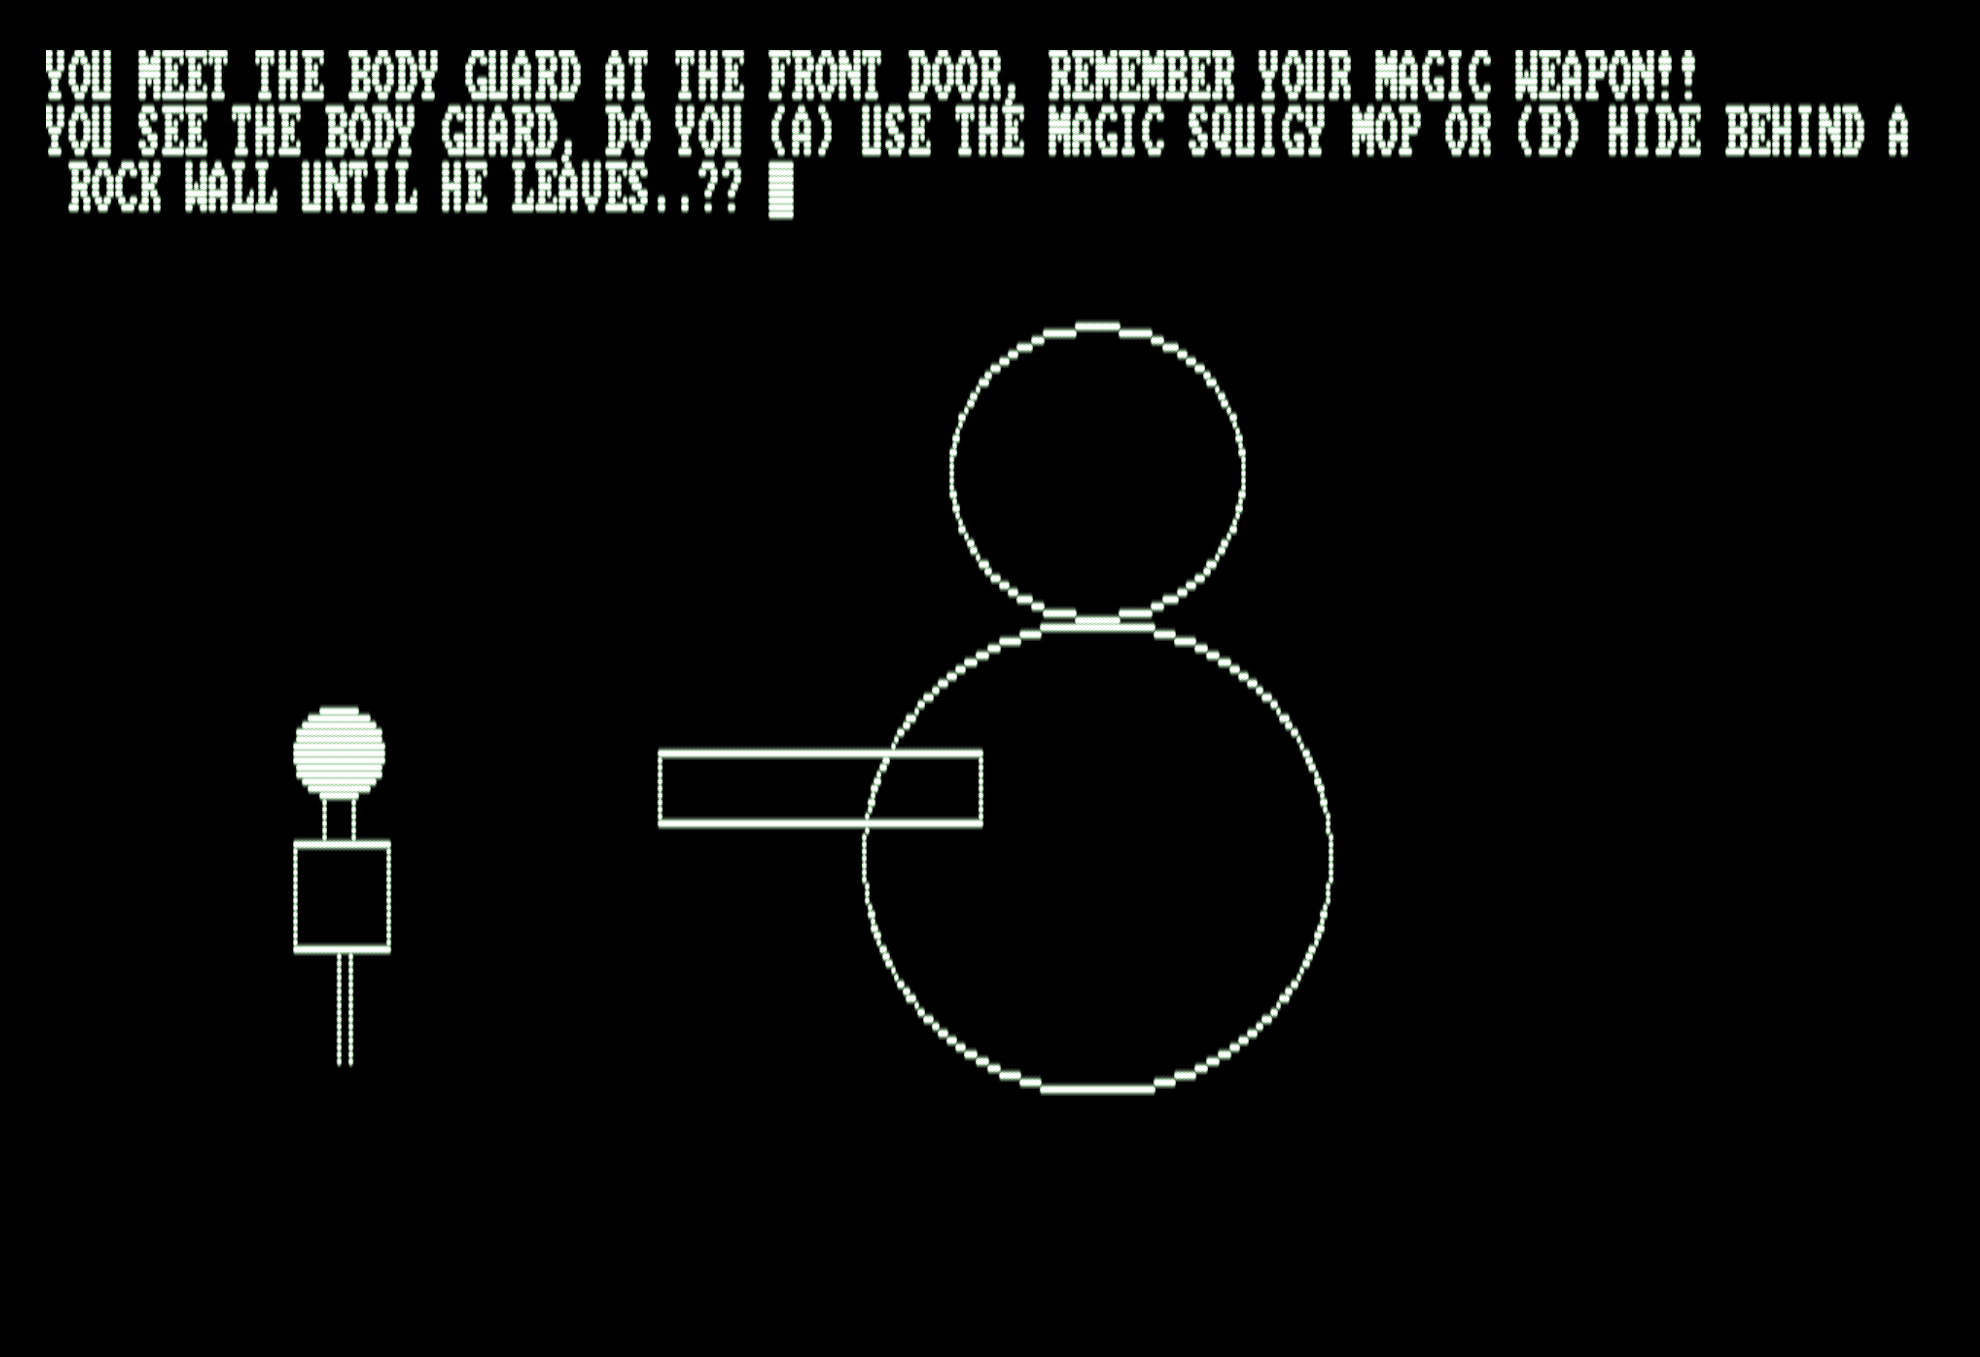 YOU MEET THE BODY GUARD AT THE FRONT DOOR, REMEMBER YOUR MAGIC WEAPON!!
YOU SEE THE BODY GUARD, DO YOU (A) USE THE MAGIC SQUIGY MOP OR (B) HIDE BEHIND A
ROCK WALL UNTIL HE LEAVES..??